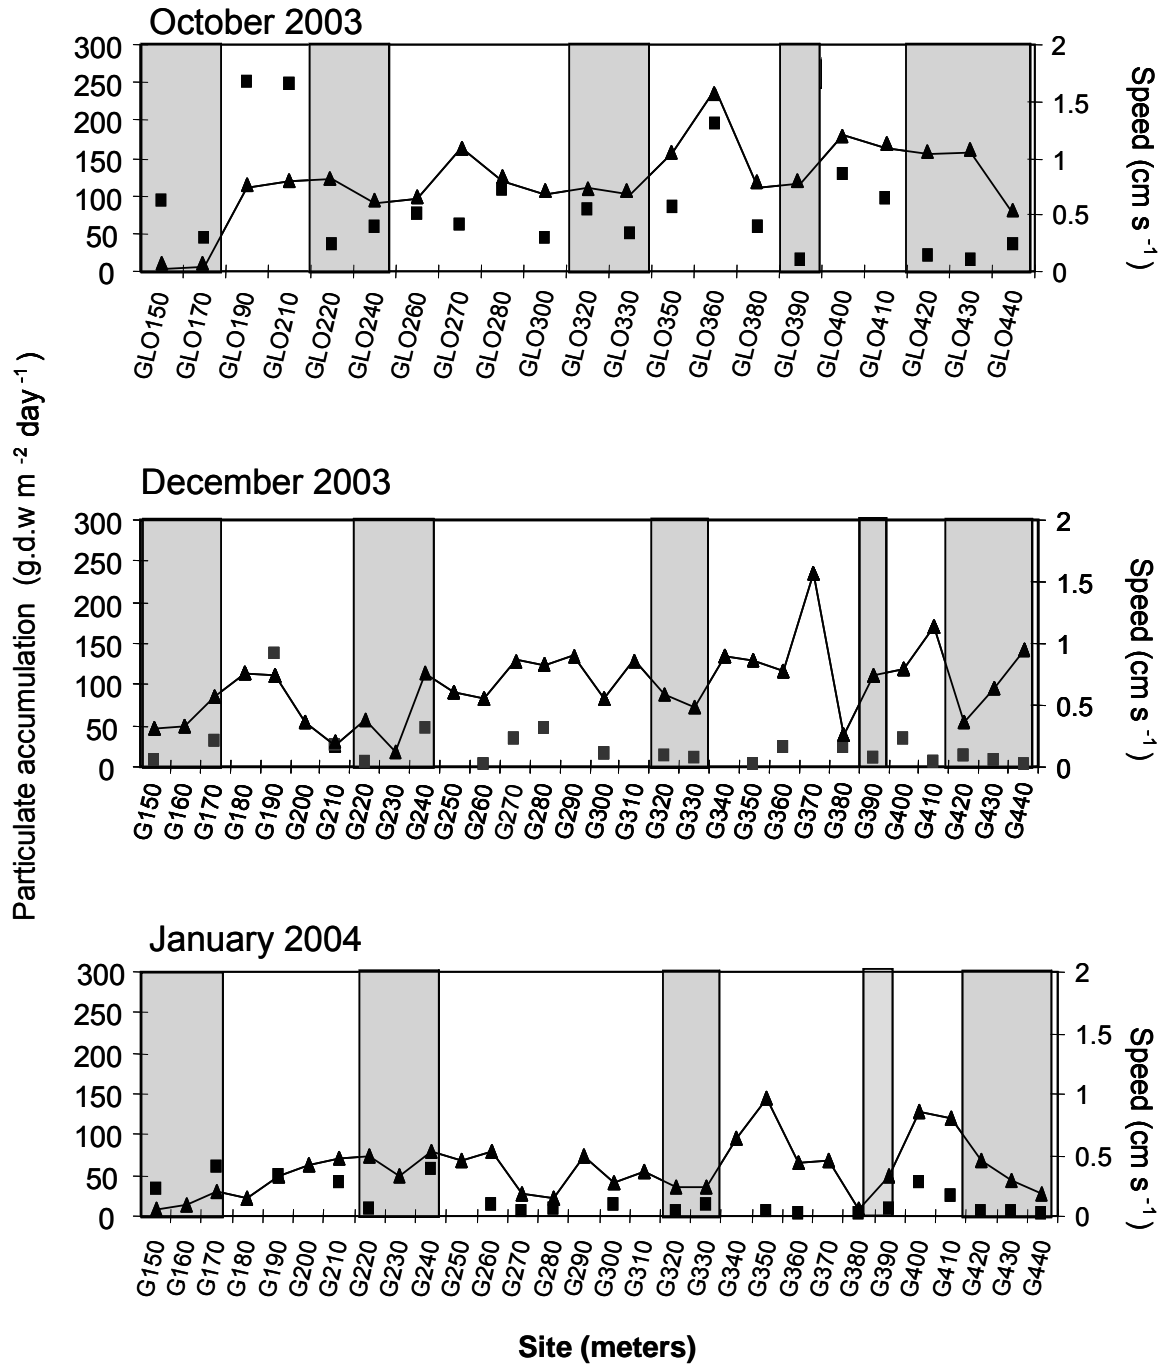 October 2003
300
250
200
150
100
50
0
2
1.5
1
0.5
0
Speed (cm s -1 )
GLO150
GLO170
GLO190
GLO210
GLO220
GLO240
GLO260
GLO270
GLO280
GLO300
GLO320
GLO330
GLO350
GLO360
GLO380
GLO390
GLO400
GLO410
GLO420
GLO430
GLO440
Particulate accumulation (g.d.w m -2 day -1 )
December 2003
300
250
200
150
100
50
0
2
1.5
1
0.5
0
Speed (cm s -1 )
G150
G160
G170
G180
G190
G200
G210
G220
G230
G240
G250
G260
G270
G280
G290
G300
G310
G320
G330
G340
G350
G360
G370
G380
G390
G400
G410
G420
G430
G440
January 2004
300
250
200
150
100
50
0
2
1.5
1
0.5
0
Speed (cm s -1 )
G150
G160
G170
G180
G190
G200
G210
G220
G230
G240
G250
G260
G270
G280
G290
G300
G310
G320
G330
G340
G350
G360
G370
G380
G390
G400
G410
G420
G430
G440
Site (meters)